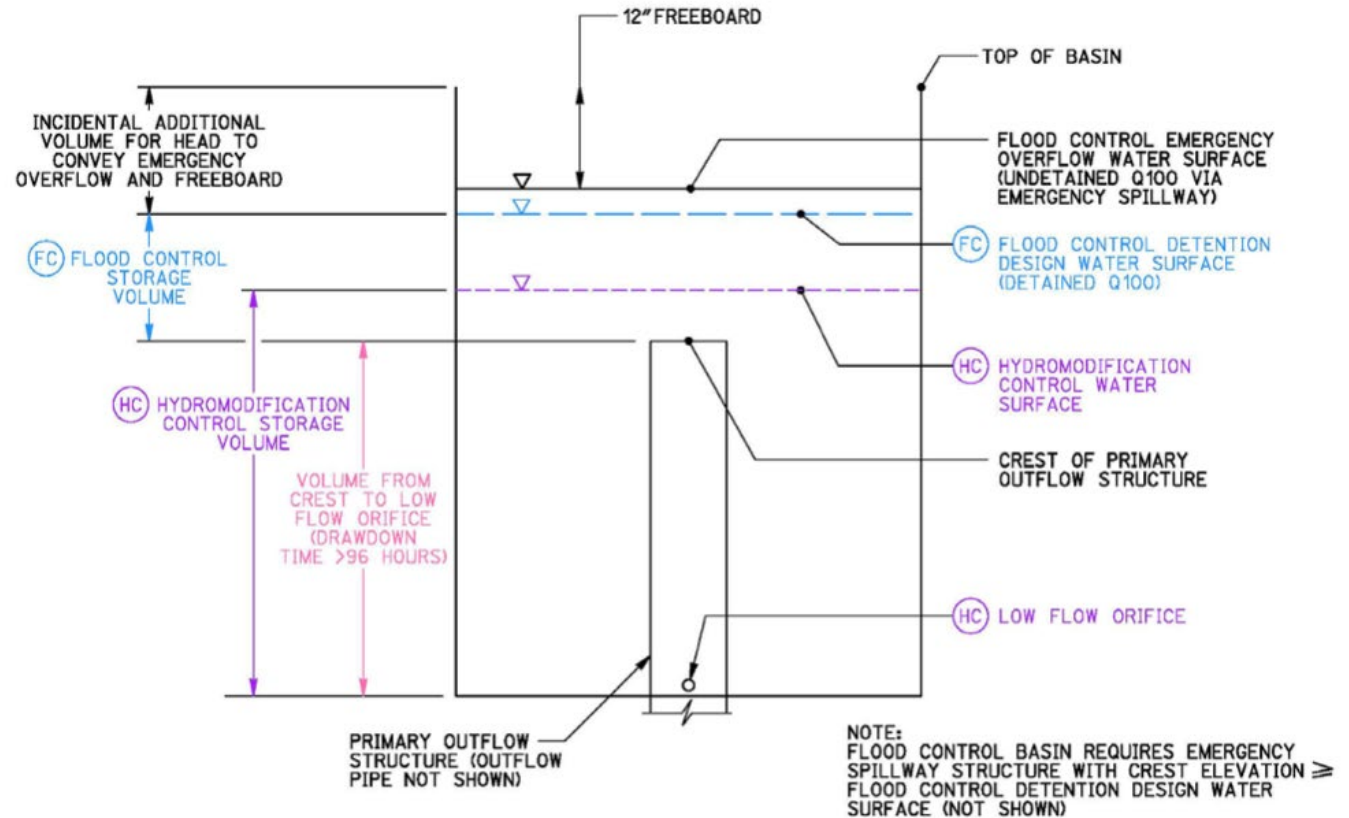 12" FREEBOARD
TOP OF BASIN
INCIDENTAL ADDITIONAL
VOLUME FOR HEAD TO
CONVEY EMERGENCY
OVERFLOW AND FREEBOARD
FLOOD CONTROL EMERGENCY
OVERFLOW WATER SURFACE
(UNDETAINED Q100 VIA
EMERGENCY SPILLWAY)
FC FLOOD CONTROL
STORAGE
VOLUME
FC FLOOD CONTROL DETENTION
DESIGN WATER SURFACE
(DETAINED Q100)
HC HYDROMODIFICATION
CONTROL WATER
SURFACE
HC HYDROMODIFICATION
CONTROL STORAGE
VOLUME
CREST OF PRIMARY
OUTFLOW STRUCTURE
VOLUME FROM
CREST TO LOW
FLOW ORIFICE
(DRAWDOWN
TIME >96 HOURS)
HC LOW FLOW ORIFICE
PRIMARY OUTFLOW
STRUCTURE (OUTFLOW
PIPE NOT SHOWN)
NOTE:
FLOOD CONTROL BASIN REQUIRES EMERGENCY
SPILLWAY STRUCTURE WITH CREST ELEVATION ≥
FLOOD CONTROL DETENTION DESIGN WATER
SURFACE (NOT SHOWN)